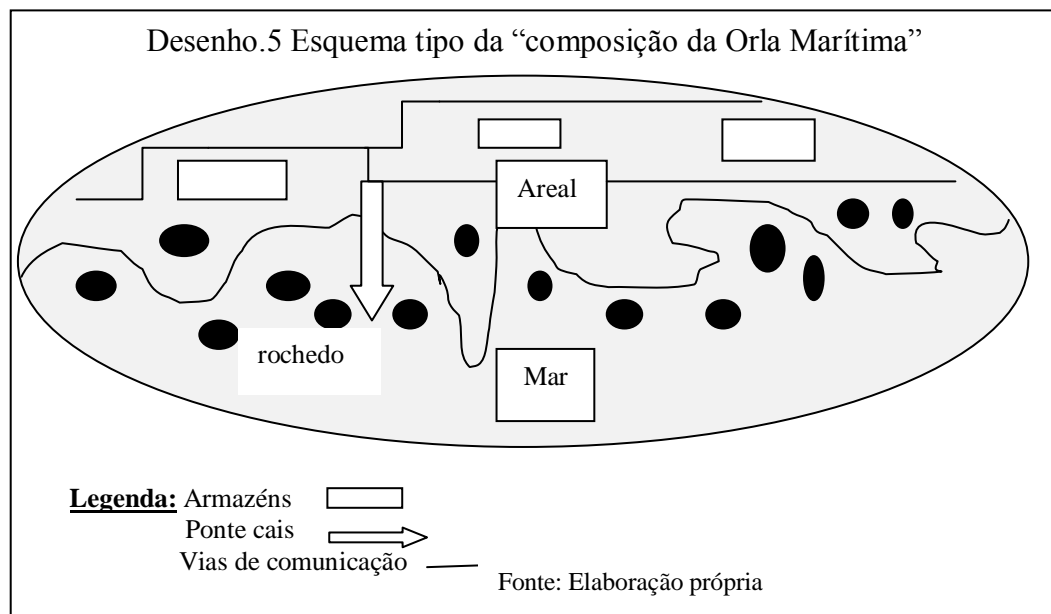 Desenho.5 Esquema tipo da “composição da Orla Marítima”
Areal
rochedo
Mar
Legenda: Armazéns
Ponte cais
Vias de comunicação
Fonte: Elaboração própria